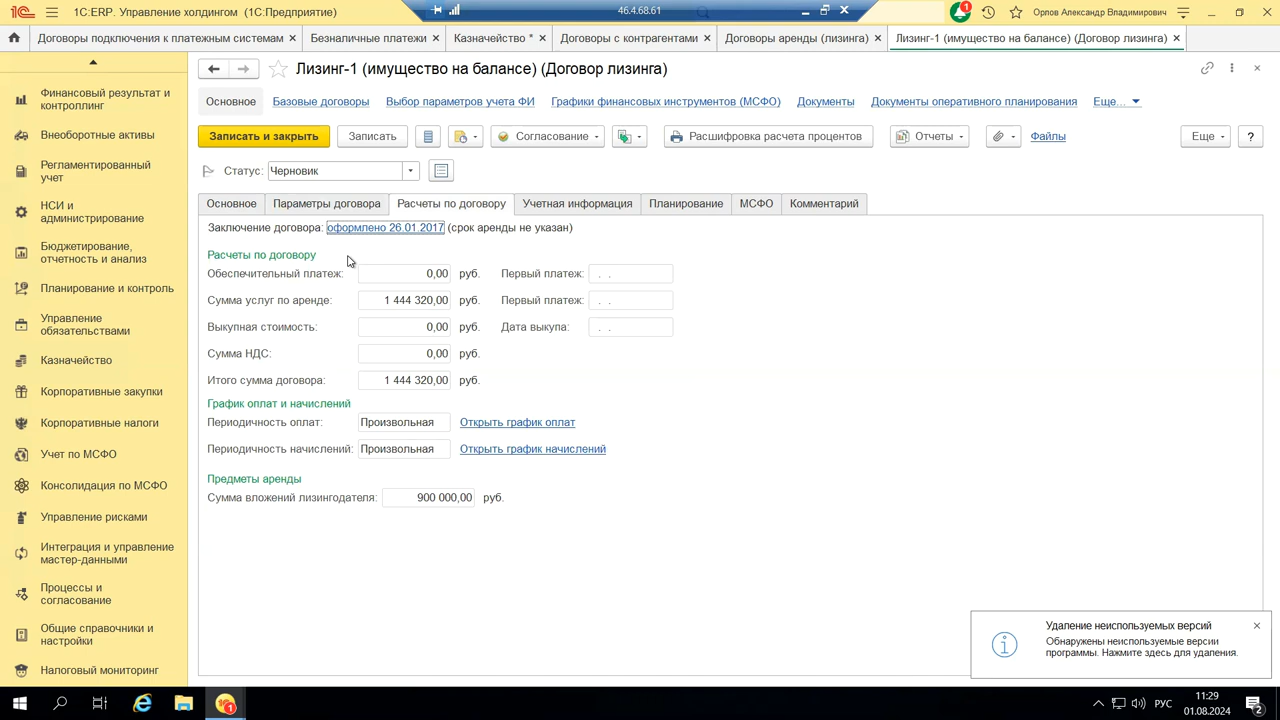 1С:ERP. Управление холдингом (1С:Предприятие)
46.4.68.61
1
Орлов Александр Владимирович
Договоры подключения к платежным системам ×
Безналичные платежи ×
Казначейство * ×
Договоры с контрагентами ×
Договоры аренды (лизинга) ×
Лизинг-1 (имущество на балансе) (Договор лизинга) ×
Финансовый результат и
контроллинг
Внеоборотные активы
Регламентированный
учет
НСИ и
администрирование
Бюджетирование,
отчетность и анализ
Планирование и контроль
Управление
обязательствами
Казначейство
Корпоративные закупки
Корпоративные налоги
Учет по МСФО
Консолидация по МСФО
Управление рисками
Интеграция и управление
мастер-данными
Процессы и
согласование
Общие справочники и
настройки
Налоговый мониторинг
Лизинг-1 (имущество на балансе) (Договор лизинга)
Основное Базовые договоры Выбор параметров учета ФИ Графики финансовых инструментов (МСФО) Документы Документы оперативного планирования Еще...
Записать и закрыть Записать Согласование Расшифровка расчета процентов Отчеты Файлы Еще ?
Статус: Черновик
Основное Параметры договора Расчеты по договору Учетная информация Планирование МСФО Комментарий
Заключение договора: оформлено 26.01.2017 (срок аренды не указан)
Расчеты по договору
Обеспечительный платеж: 0,00 руб. Первый платеж: . .
Сумма услуг по аренде: 1 444 320,00 руб. Первый платеж: . .
Выкупная стоимость: 0,00 руб. Дата выкупа: . .
Сумма НДС: 0,00 руб.
Итого сумма договора: 1 444 320,00 руб.
График оплат и начислений
Периодичность оплат: Произвольная Открыть график оплат
Периодичность начислений: Произвольная Открыть график начислений
Предметы аренды
Сумма вложений лизингодателя: 900 000,00 руб.
Удаление неиспользуемых версий ×
Обнаружены неиспользуемые версии
программы. Нажмите здесь для удаления.
1
РУС
11:29
01.08.2024
2